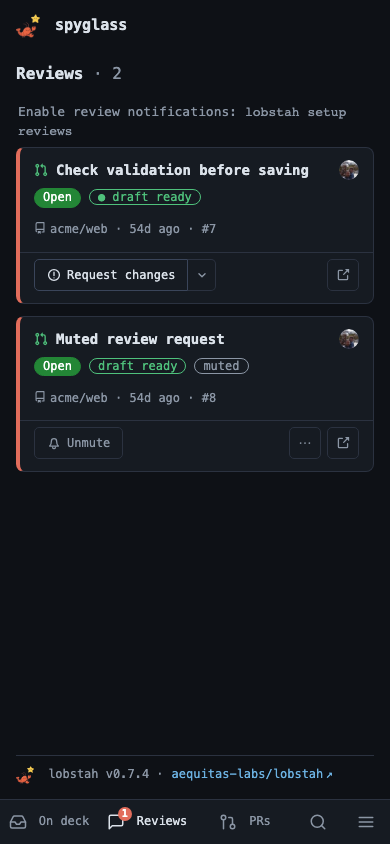 spyglass
Reviews · 2
Enable review notifications: lobstah setup
reviews
Check validation before saving
Open draft ready
acme/web · 54d ago · #7
Request changes
Muted review request
Open draft ready muted
acme/web · 54d ago · #8
Unmute ···
lobstah v0.7.4 · aequitas-labs/lobstah↗
On deck 1 Reviews PRs